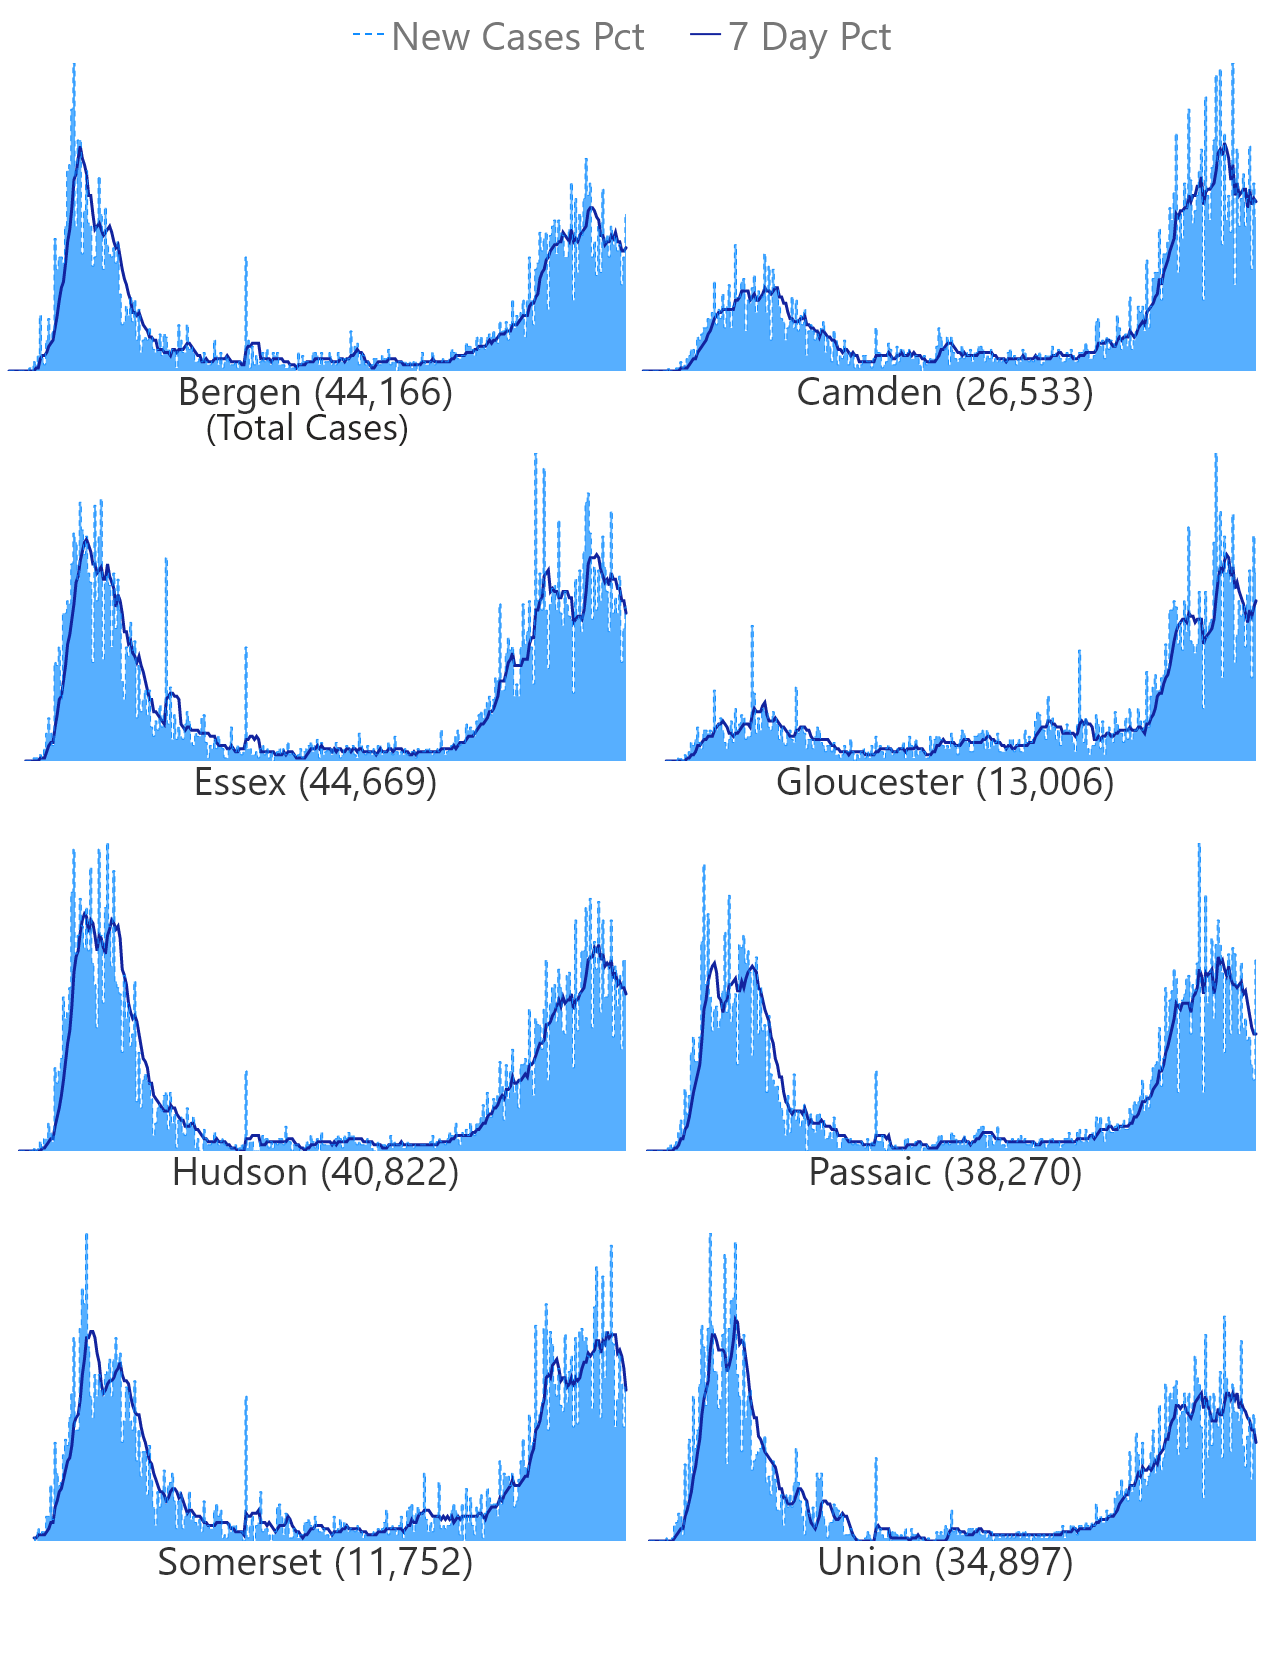 New Cases Pct 7 Day Pct
Bergen (44,166) Camden (26,533)
(Total Cases)
Essex (44,669) Gloucester (13,006)
Hudson (40,822) Passaic (38,270)
Somerset (11,752) Union (34,897)